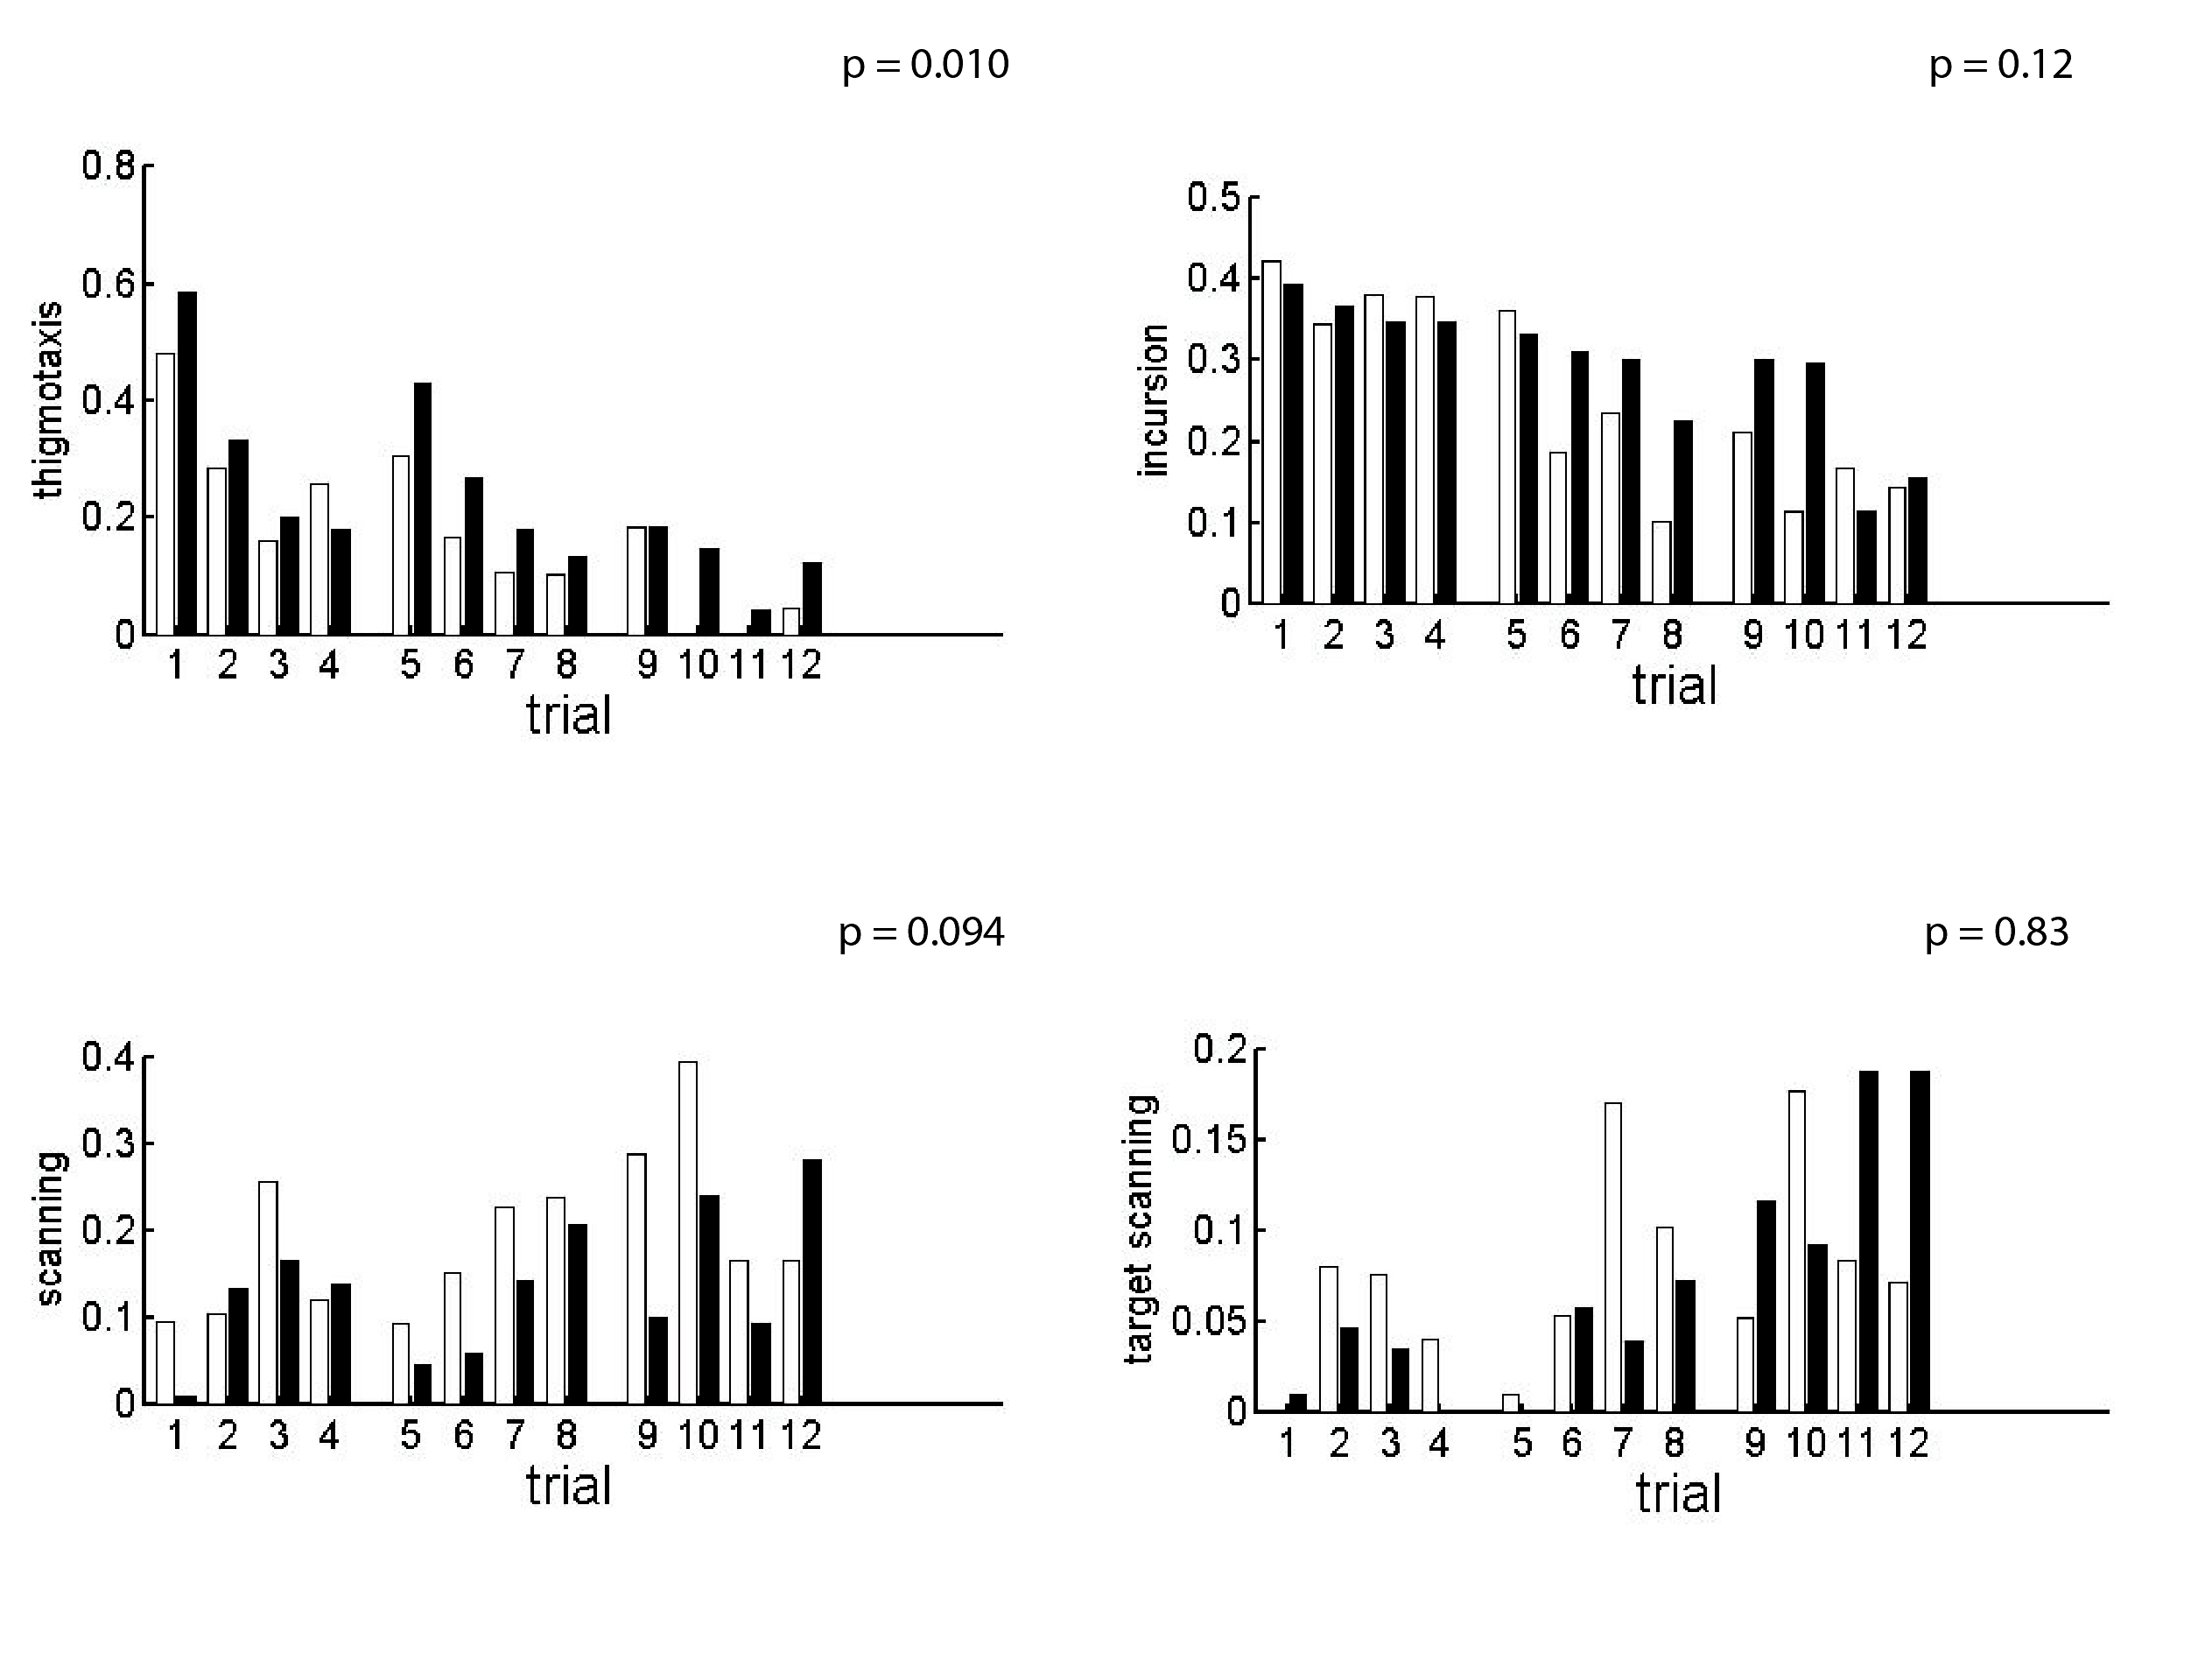 p = 0.010
0.8
0.6
0.4
0.2
0
thigmotaxis
1 2 3 4 5 6 7 8 9 10 11 12
trial
p = 0.12
0.5
0.4
0.3
0.2
0.1
0
incursion
1 2 3 4 5 6 7 8 9 10 11 12
trial
p = 0.094
0.4
0.3
0.2
0.1
0
scanning
1 2 3 4 5 6 7 8 9 10 11 12
trial
p = 0.83
0.2
0.15
0.1
0.05
0
target scanning
1 2 3 4 5 6 7 8 9 10 11 12
trial